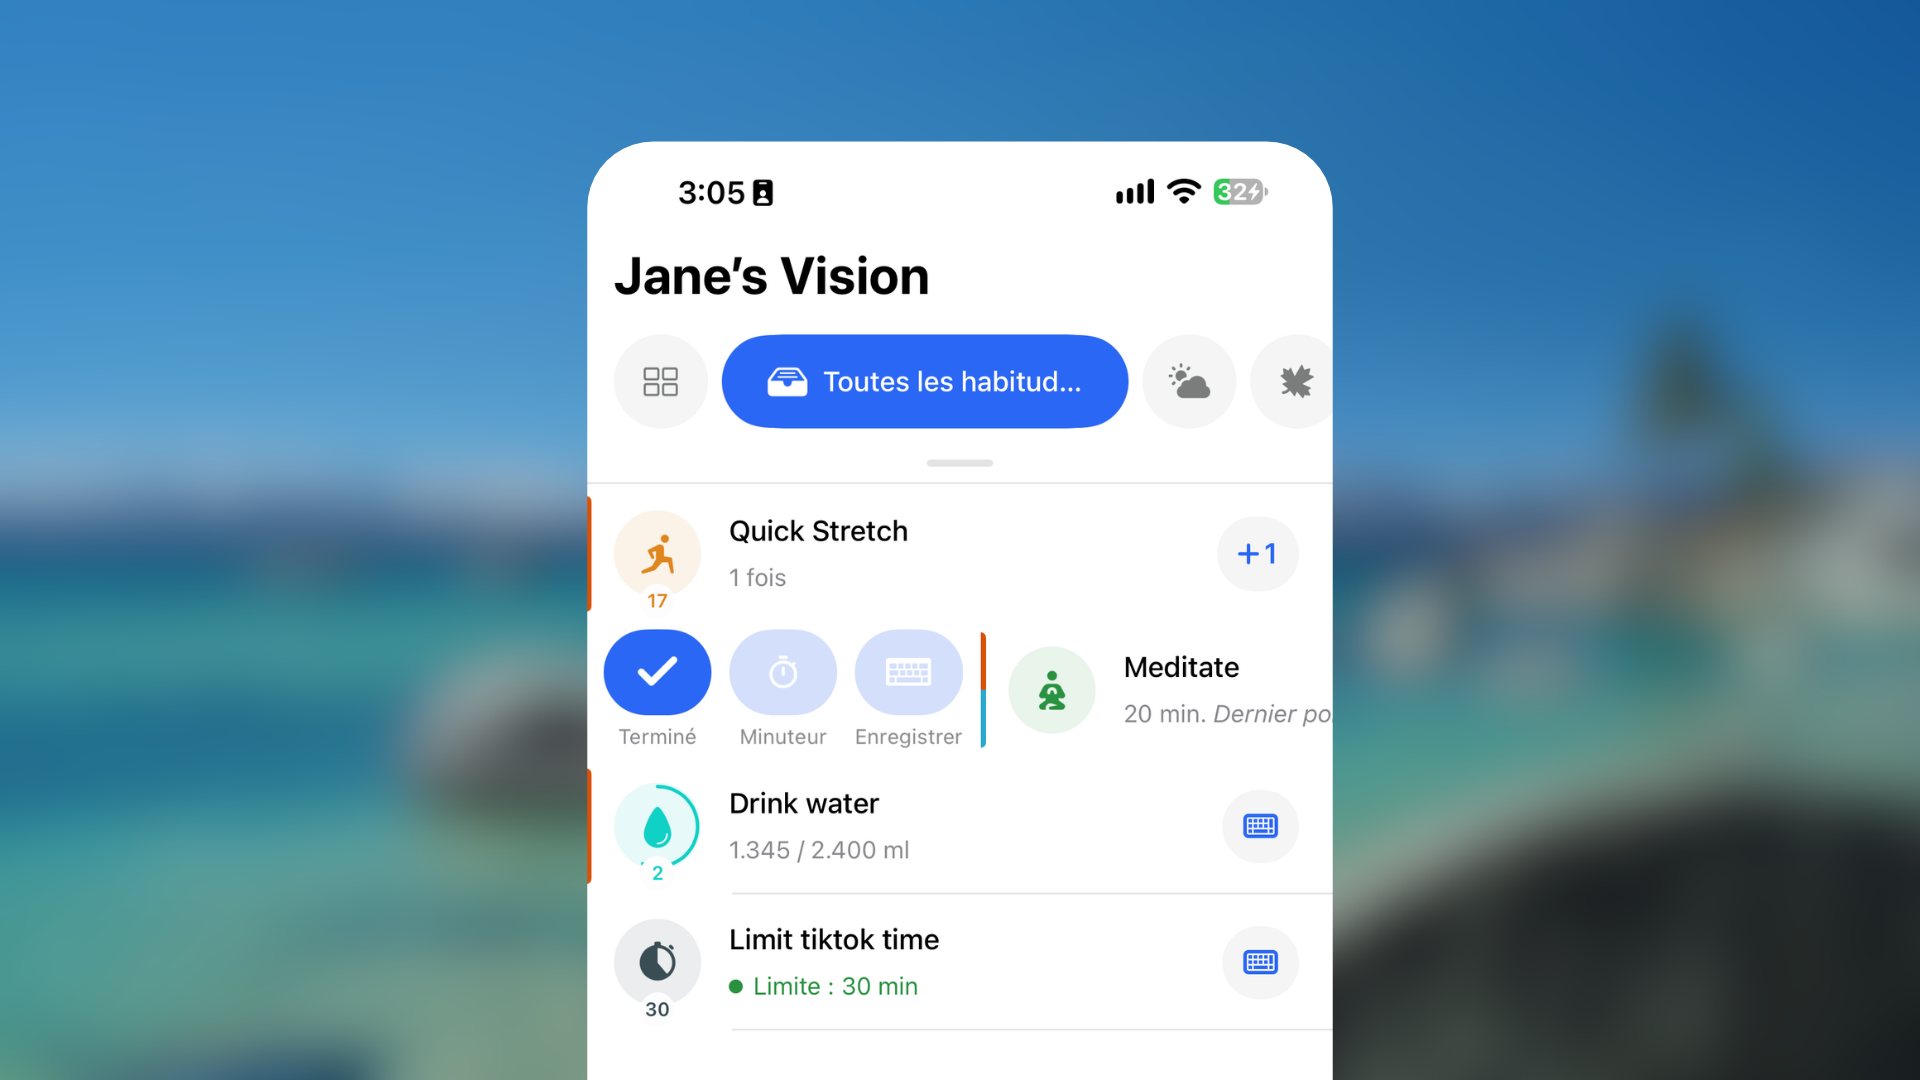 3:05
32
Jane's Vision
Toutes les habitud...
Quick Stretch
1 fois
17
+1
Terminé
Minuteur
Enregistrer
Meditate
20 min. Dernier po
Drink water
1.345 / 2.400 ml
2
Limit tiktok time
Limite : 30 min
30